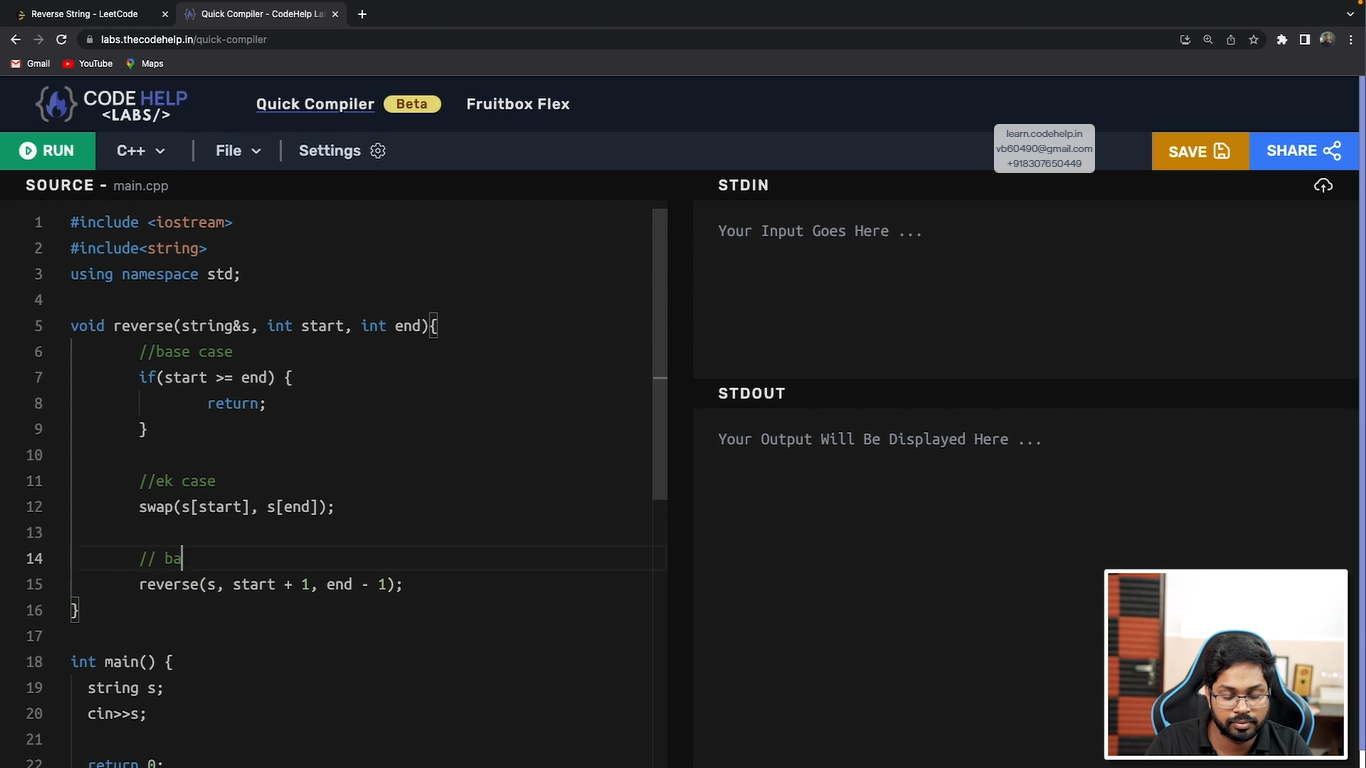 Reverse String - LeetCode
Quick Compiler - CodeHelp La
labs.thecodehelp.in/quick-compiler
Gmail YouTube Maps
CODE HELP
<LABS/>
Quick Compiler Beta Fruitbox Flex
learn.codehelp.in
vb60490@gmail.com
+918307650449
RUN C++ File Settings SAVE SHARE
SOURCE - main.cpp
1 #include <iostream>
2 #include<string>
3 using namespace std;
4
5 void reverse(string&s, int start, int end){
6 //base case
7 if(start >= end) {
8 return;
9 }
10
11 //ek case
12 swap(s[start], s[end]);
13
14 // ba
15 reverse(s, start + 1, end - 1);
16 }
17
18 int main() {
19 string s;
20 cin>>s;
21
22 return 0;
STDIN
Your Input Goes Here ...
STDOUT
Your Output Will Be Displayed Here ...